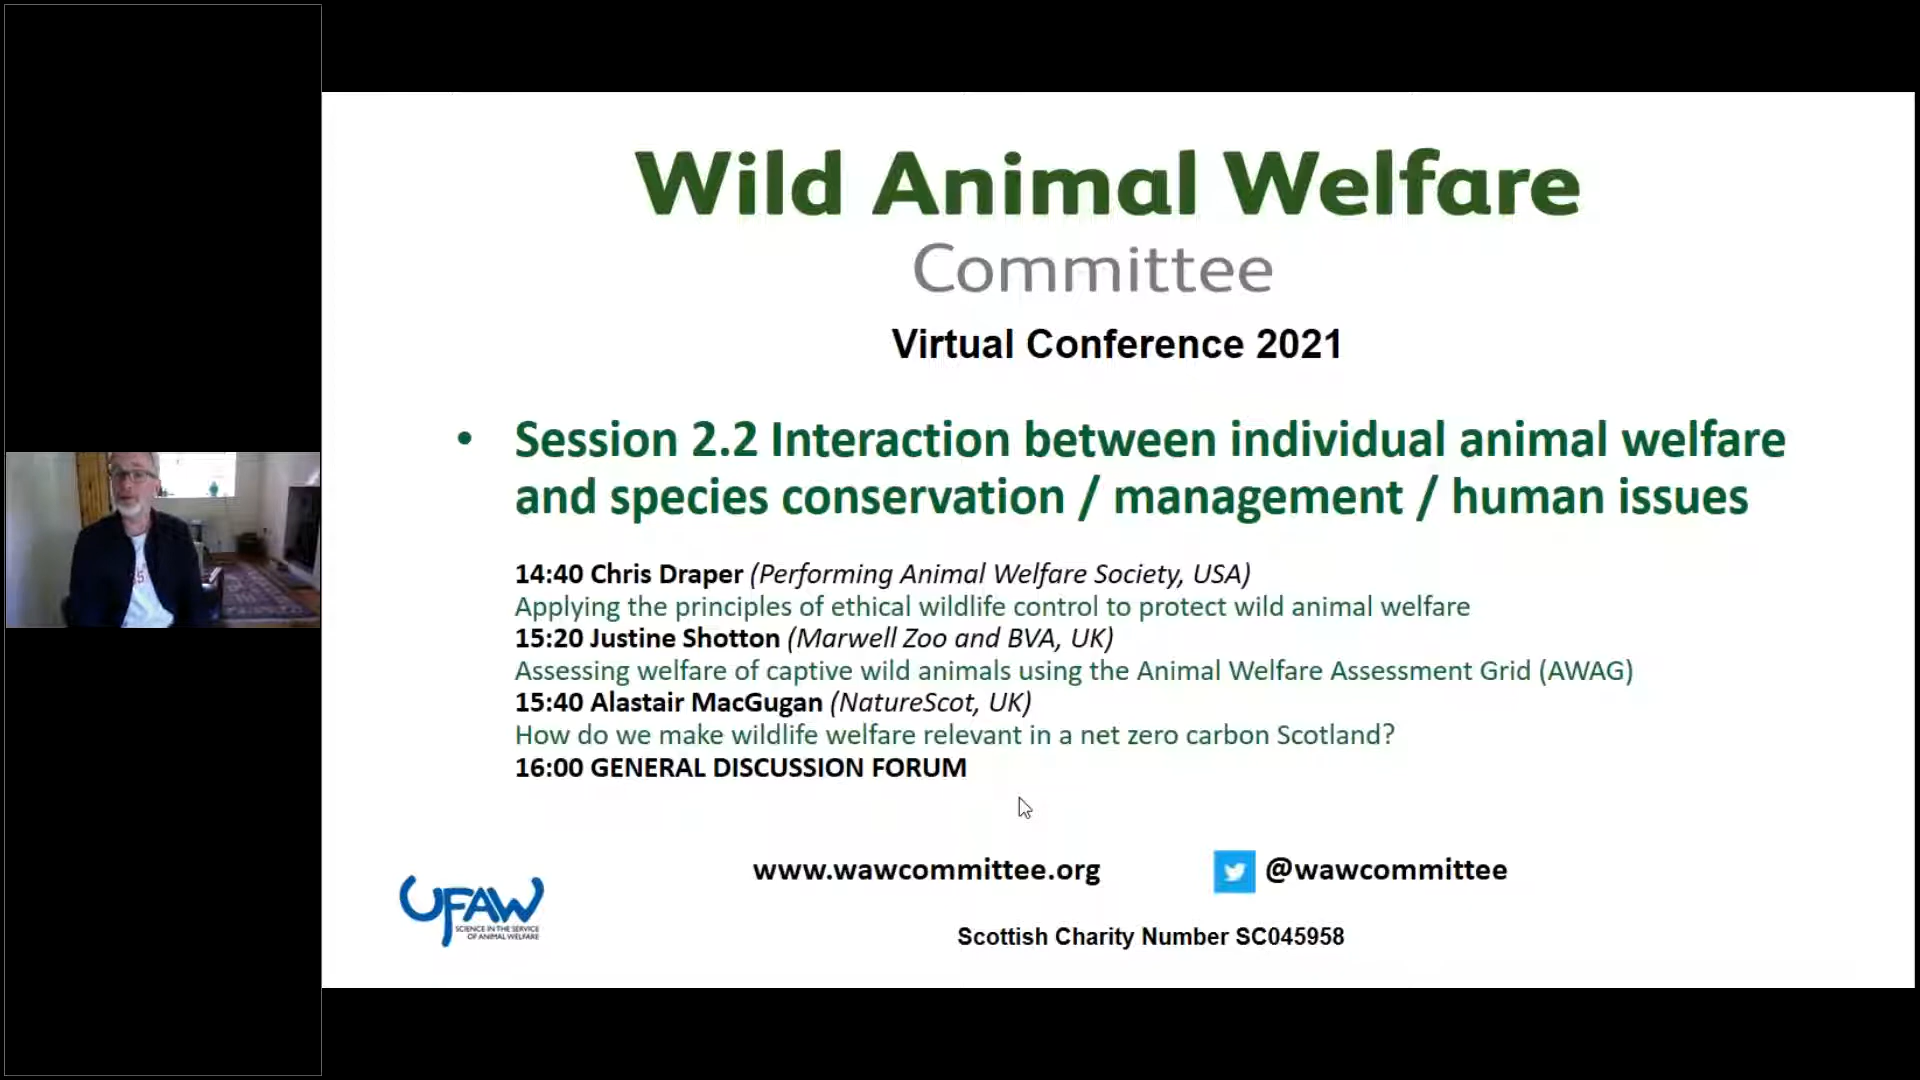 Wild Animal Welfare
Committee
Virtual Conference 2021
• Session 2.2 Interaction between individual animal welfare
and species conservation / management / human issues
14:40 Chris Draper (Performing Animal Welfare Society, USA)
Applying the principles of ethical wildlife control to protect wild animal welfare
15:20 Justine Shotton (Marwell Zoo and BVA, UK)
Assessing welfare of captive wild animals using the Animal Welfare Assessment Grid (AWAG)
15:40 Alastair MacGugan (NatureScot, UK)
How do we make wildlife welfare relevant in a net zero carbon Scotland?
16:00 GENERAL DISCUSSION FORUM
www.wawcommittee.org
@wawcommittee
UFAW
SCIENCE IN THE SERVICE
OF ANIMAL WELFARE
Scottish Charity Number SC045958